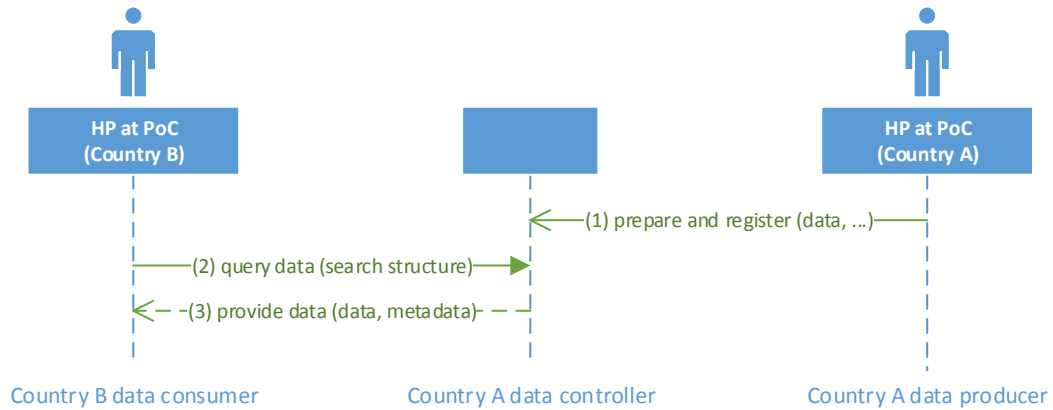 HP at PoC
(Country B)
HP at PoC
(Country A)
(1) prepare and register (data, ...)
(2) query data (search structure)
(3) provide data (data, metadata)
Country B data consumer
Country A data controller
Country A data producer